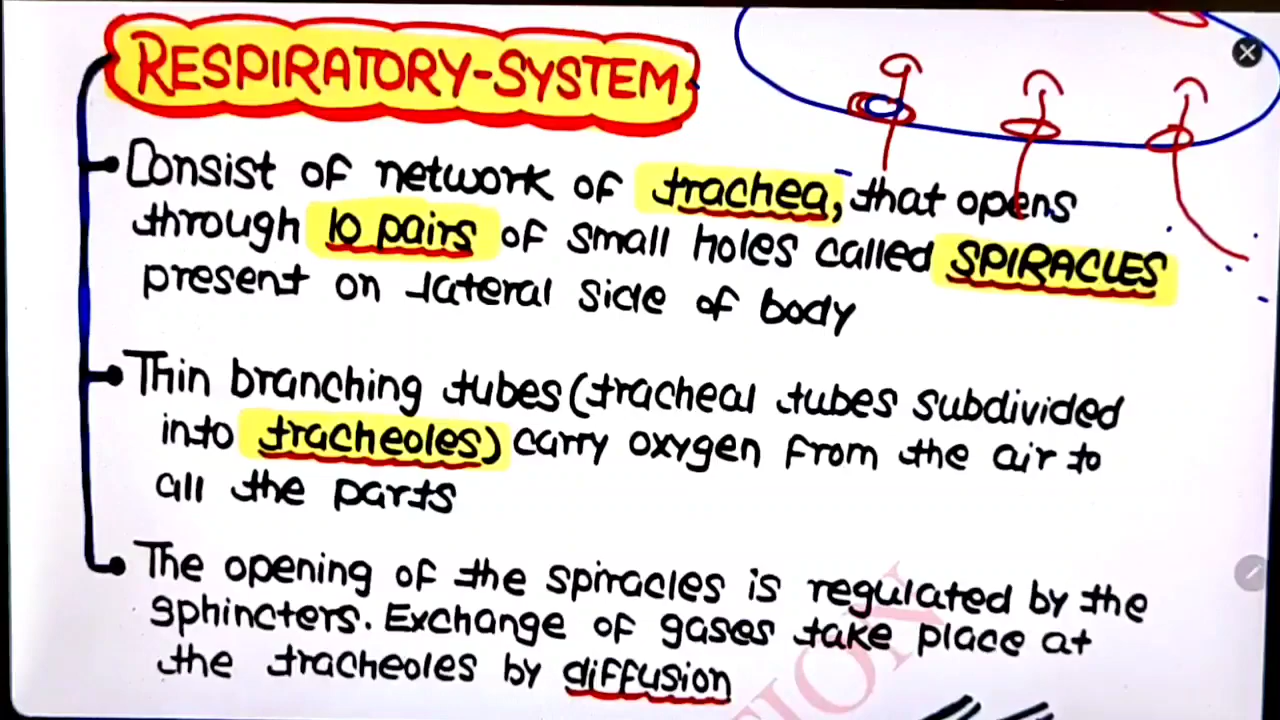 RESPIRATORY-SYSTEM
Consist of network of trachea, that opens
through 10 pairs of small holes called SPIRACLES
present on lateral side of body
Thin branching tubes (tracheal tubes subdivided
into tracheoles) carry oxygen from the air to
all the parts
The opening of the spiracles is regulated by the
sphincters. Exchange of gases take place at
the tracheoles by diffusion